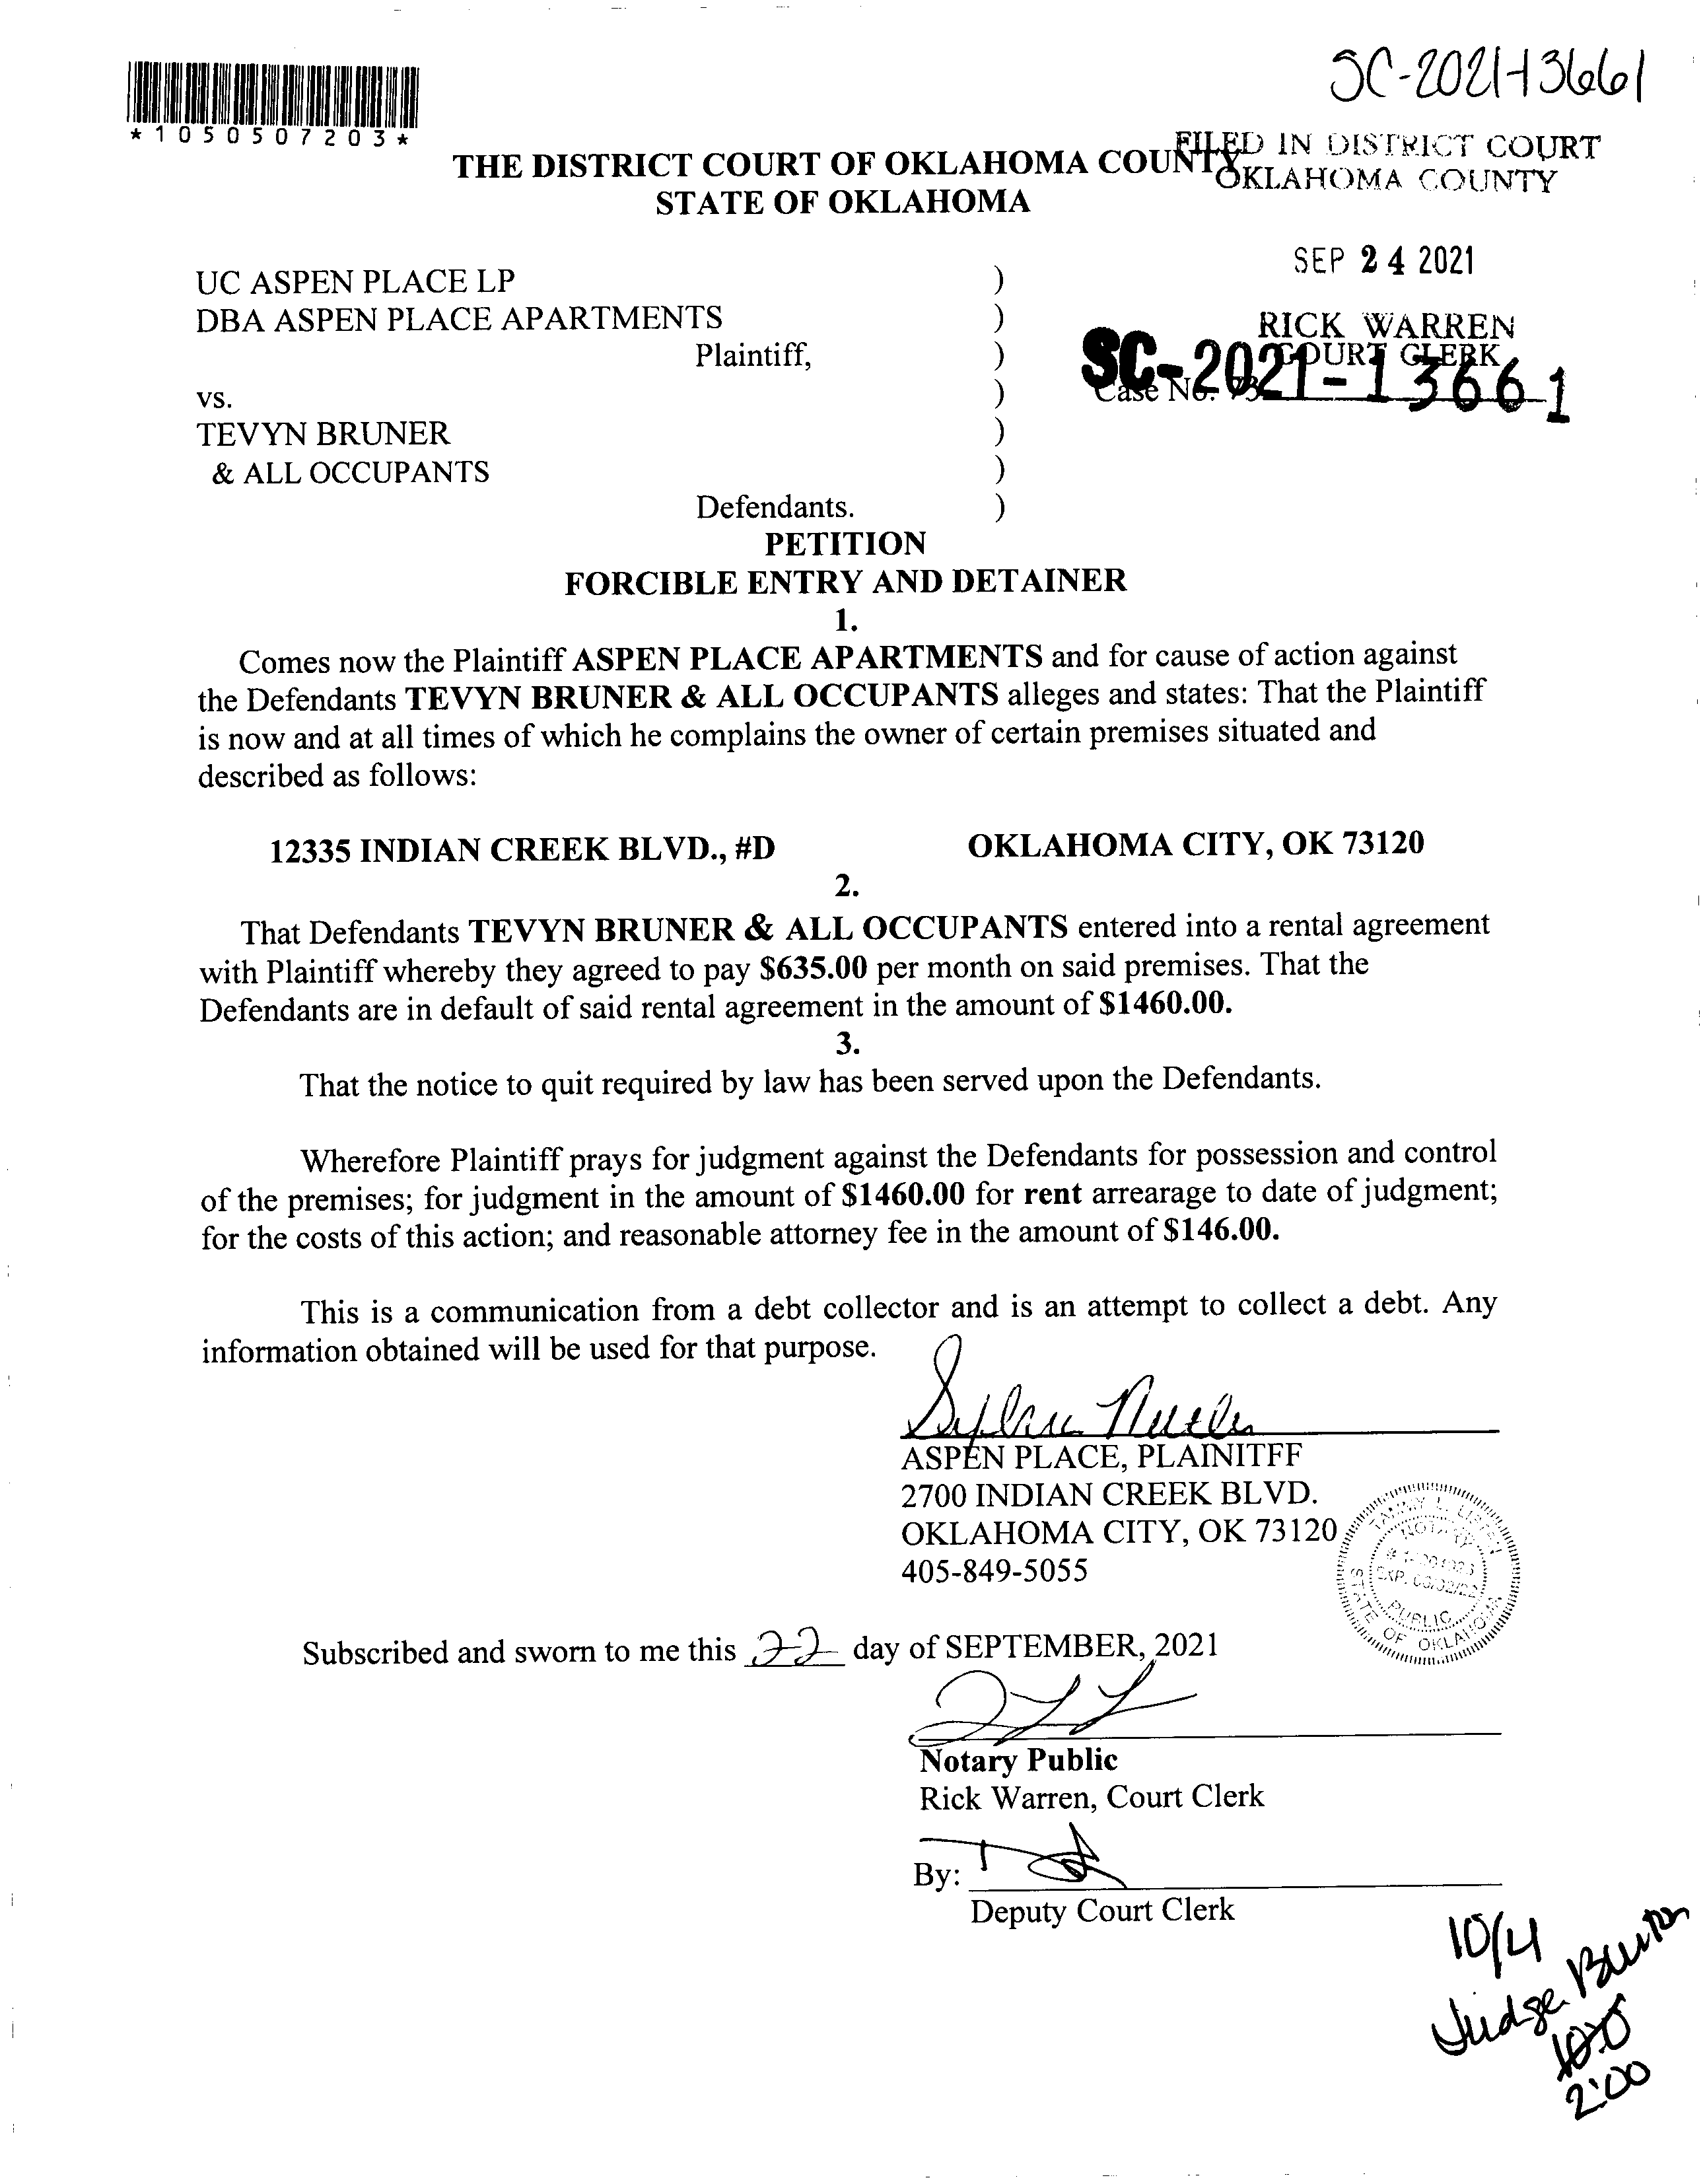 SC-2021-13661
*1050507203*
FILED IN DISTRICT COURT
OKLAHOMA COUNTY
THE DISTRICT COURT OF OKLAHOMA COUNTY
STATE OF OKLAHOMA
SEP 24 2021
RICK WARREN
COURT CLERK
UC ASPEN PLACE LP )
DBA ASPEN PLACE APARTMENTS )
Plaintiff, )
SC-2021-13661
Case No.
vs. )
TEVYN BRUNER )
& ALL OCCUPANTS )
Defendants. )
PETITION
FORCIBLE ENTRY AND DETAINER
1.
Comes now the Plaintiff ASPEN PLACE APARTMENTS and for cause of action against
the Defendants TEVYN BRUNER & ALL OCCUPANTS alleges and states: That the Plaintiff
is now and at all times of which he complains the owner of certain premises situated and
described as follows:
12335 INDIAN CREEK BLVD., #D OKLAHOMA CITY, OK 73120
2.
That Defendants TEVYN BRUNER & ALL OCCUPANTS entered into a rental agreement
with Plaintiff whereby they agreed to pay $635.00 per month on said premises. That the
Defendants are in default of said rental agreement in the amount of $1460.00.
3.
That the notice to quit required by law has been served upon the Defendants.
Wherefore Plaintiff prays for judgment against the Defendants for possession and control
of the premises; for judgment in the amount of $1460.00 for rent arrearage to date of judgment;
for the costs of this action; and reasonable attorney fee in the amount of $146.00.
This is a communication from a debt collector and is an attempt to collect a debt. Any
information obtained will be used for that purpose.
ASPEN PLACE, PLAINITFF
2700 INDIAN CREEK BLVD.
OKLAHOMA CITY, OK 73120
405-849-5055
NOTARY
PUBLIC
STATE OF OKLAHOMA
Subscribed and sworn to me this 22 day of SEPTEMBER, 2021
Notary Public
Rick Warren, Court Clerk
By:
Deputy Court Clerk
10/4
Judge
2:00